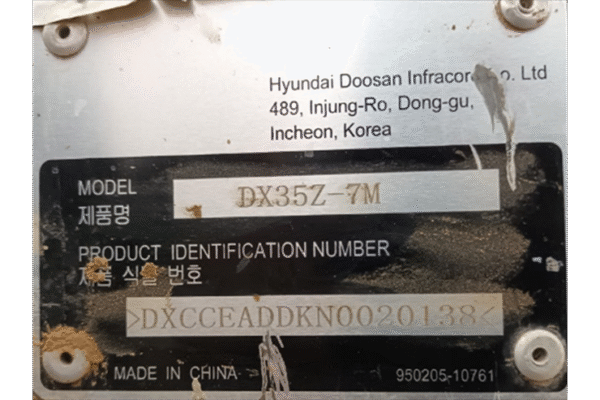 Hyundai Doosan Infracore Co. Ltd
489, Injung-Ro, Dong-gu,
Incheon, Korea
MODEL DX35Z-7M
제품명
PRODUCT IDENTIFICATION NUMBER
제품 식별 번호
>DXCCEADDKN0020138<
MADE IN CHINA 950205-10761